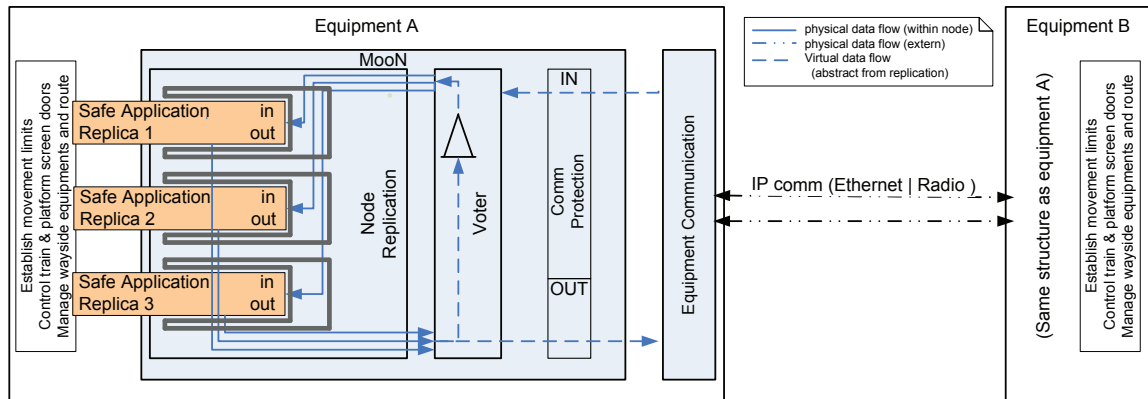 Equipment A
Establish movement limits
Control train & platform screen doors
Manage wayside equipments and route
MooN
Safe Application in
Replica 1 out
Safe Application in
Replica 2 out
Safe Application in
Replica 3 out
Node
Replication
Voter
IN
Comm
Protection
OUT
Equipment Communication
physical data flow (within node)
physical data flow (extern)
Virtual data flow
(abstract from replication)
IP comm (Ethernet | Radio )
Equipment B
(Same structure as equipment A)
Establish movement limits
Control train & platform screen doors
Manage wayside equipments and route